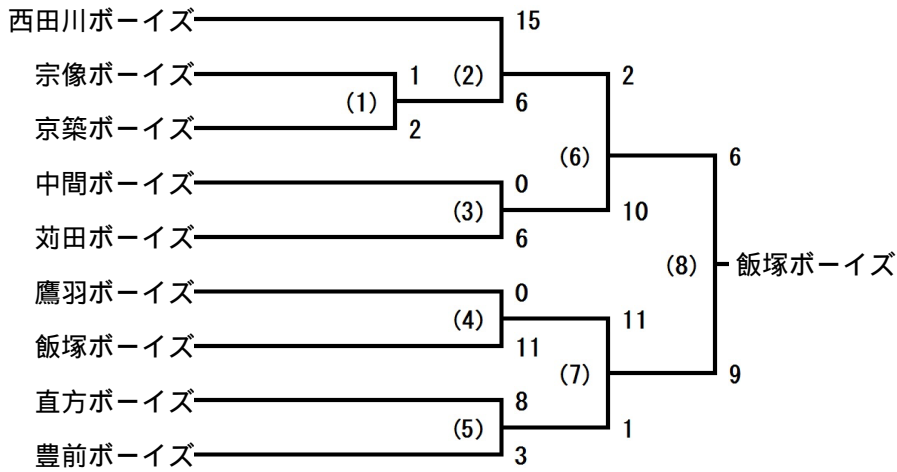 西田川ボーイズ 15
宗像ボーイズ 1 (2) 2
(1) 6
京築ボーイズ 2
(6)
中間ボーイズ 0 6
(3) 10
苅田ボーイズ 6
(8) 飯塚ボーイズ
鷹羽ボーイズ 0
(4) 11
飯塚ボーイズ 11
(7) 9
直方ボーイズ 8
(5) 1
豊前ボーイズ 3